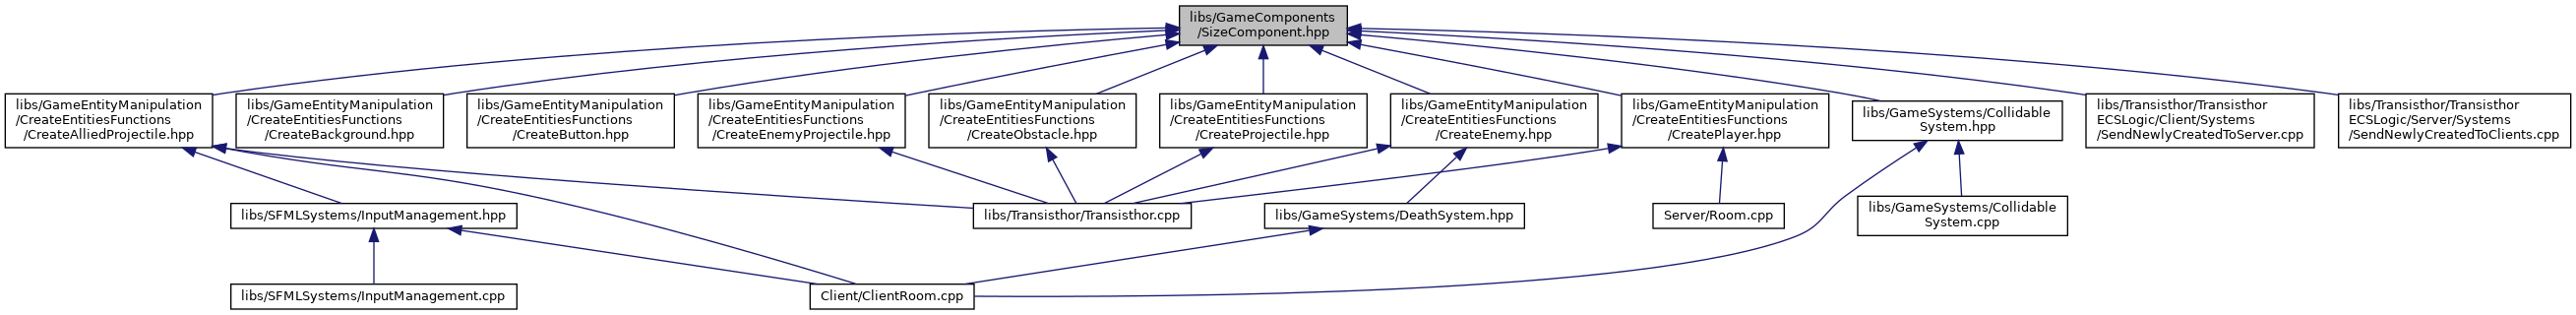 libs/GameComponents
/SizeComponent.hpp
libs/GameEntityManipulation
/CreateEntitiesFunctions
/CreateAlliedProjectile.hpp
libs/GameEntityManipulation
/CreateEntitiesFunctions
/CreateBackground.hpp
libs/GameEntityManipulation
/CreateEntitiesFunctions
/CreateButton.hpp
libs/GameEntityManipulation
/CreateEntitiesFunctions
/CreateEnemyProjectile.hpp
libs/GameEntityManipulation
/CreateEntitiesFunctions
/CreateObstacle.hpp
libs/GameEntityManipulation
/CreateEntitiesFunctions
/CreateProjectile.hpp
libs/GameEntityManipulation
/CreateEntitiesFunctions
/CreateEnemy.hpp
libs/GameEntityManipulation
/CreateEntitiesFunctions
/CreatePlayer.hpp
libs/GameSystems/Collidable
System.hpp
libs/Transisthor/Transisthor
ECSLogic/Client/Systems
/SendNewlyCreatedToServer.cpp
libs/Transisthor/Transisthor
ECSLogic/Server/Systems
/SendNewlyCreatedToClients.cpp
libs/SFMLSystems/InputManagement.hpp
libs/Transisthor/Transisthor.cpp
libs/GameSystems/DeathSystem.hpp
Server/Room.cpp
libs/GameSystems/Collidable
System.cpp
libs/SFMLSystems/InputManagement.cpp
Client/ClientRoom.cpp